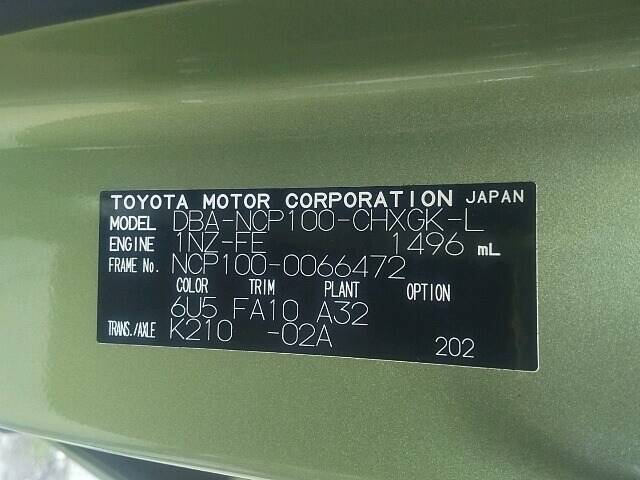 TOYOTA MOTOR CORPORATION JAPAN
MODEL DBA-NCP100-CHXGK-L
ENGINE 1NZ-FE 1496 mL
FRAME No. NCP100-0066472
COLOR TRIM PLANT OPTION
6U5 FA10 A32
TRANS./AXLE K210 -02A
202